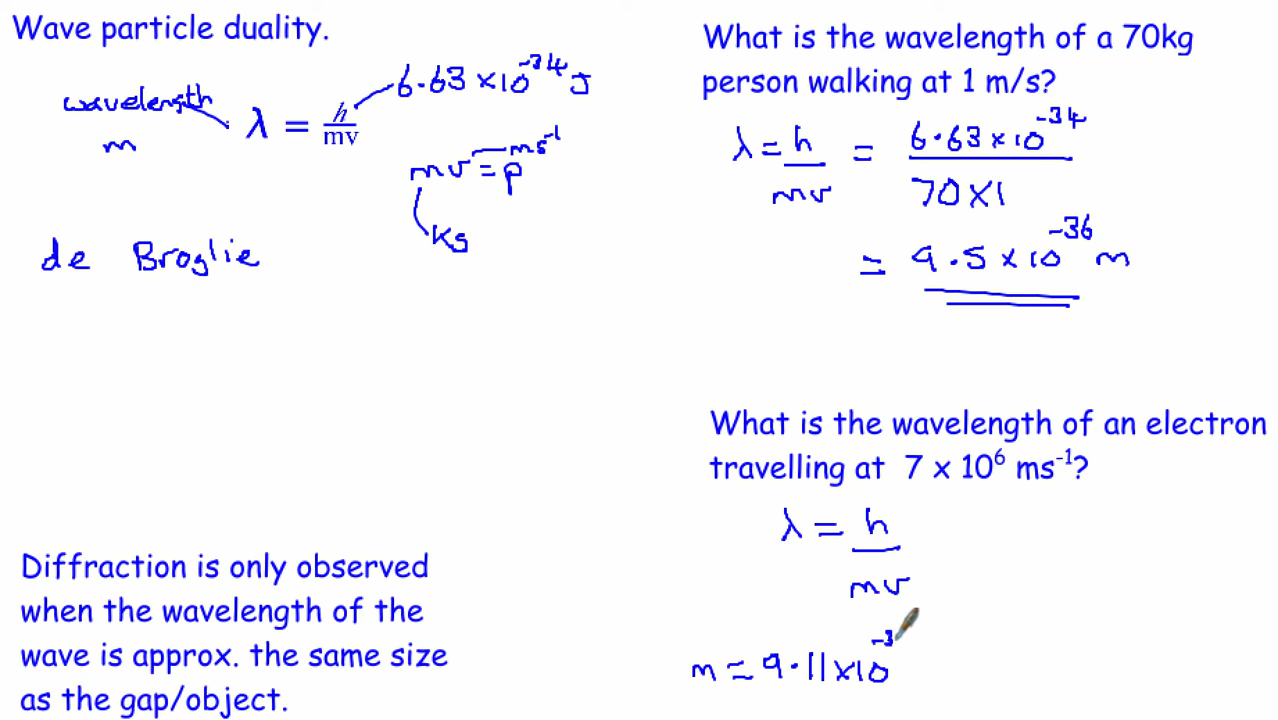 Wave particle duality.
6.63 × 10⁻³⁴ J
wavelength
m
λ = h/mv
ms⁻¹
mv = p
kg
de Broglie
Diffraction is only observed
when the wavelength of the
wave is approx. the same size
as the gap/object.
What is the wavelength of a 70kg
person walking at 1 m/s?
λ = h/mv = 6.63 × 10⁻³⁴/70 × 1
= 9.5 × 10⁻³⁶ m
What is the wavelength of an electron
travelling at 7 x 10⁶ ms⁻¹?
λ = h/mv
m = 9.11 × 10⁻³